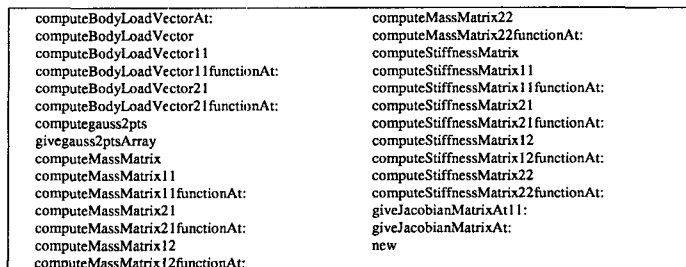 computeBodyLoadVectorAt:
computeBodyLoadVector
computeBodyLoadVector11
computeBodyLoadVector11functionAt:
computeBodyLoadVector21
computeBodyLoadVector21functionAt:
computegauss2pts
givegauss2ptsArray
computeMassMatrix
computeMassMatrix11
computeMassMatrix11functionAt:
computeMassMatrix21
computeMassMatrix21functionAt:
computeMassMatrix12
computeMassMatrix12functionAt:
computeMassMatrix22
computeMassMatrix22functionAt:
computeStiffnessMatrix
computeStiffnessMatrix11
computeStiffnessMatrix11functionAt:
computeStiffnessMatrix21
computeStiffnessMatrix21functionAt:
computeStiffnessMatrix12
computeStiffnessMatrix12functionAt:
computeStiffnessMatrix22
computeStiffnessMatrix22functionAt:
giveJacobianMatrixAt11:
giveJacobianMatrixAt:
new